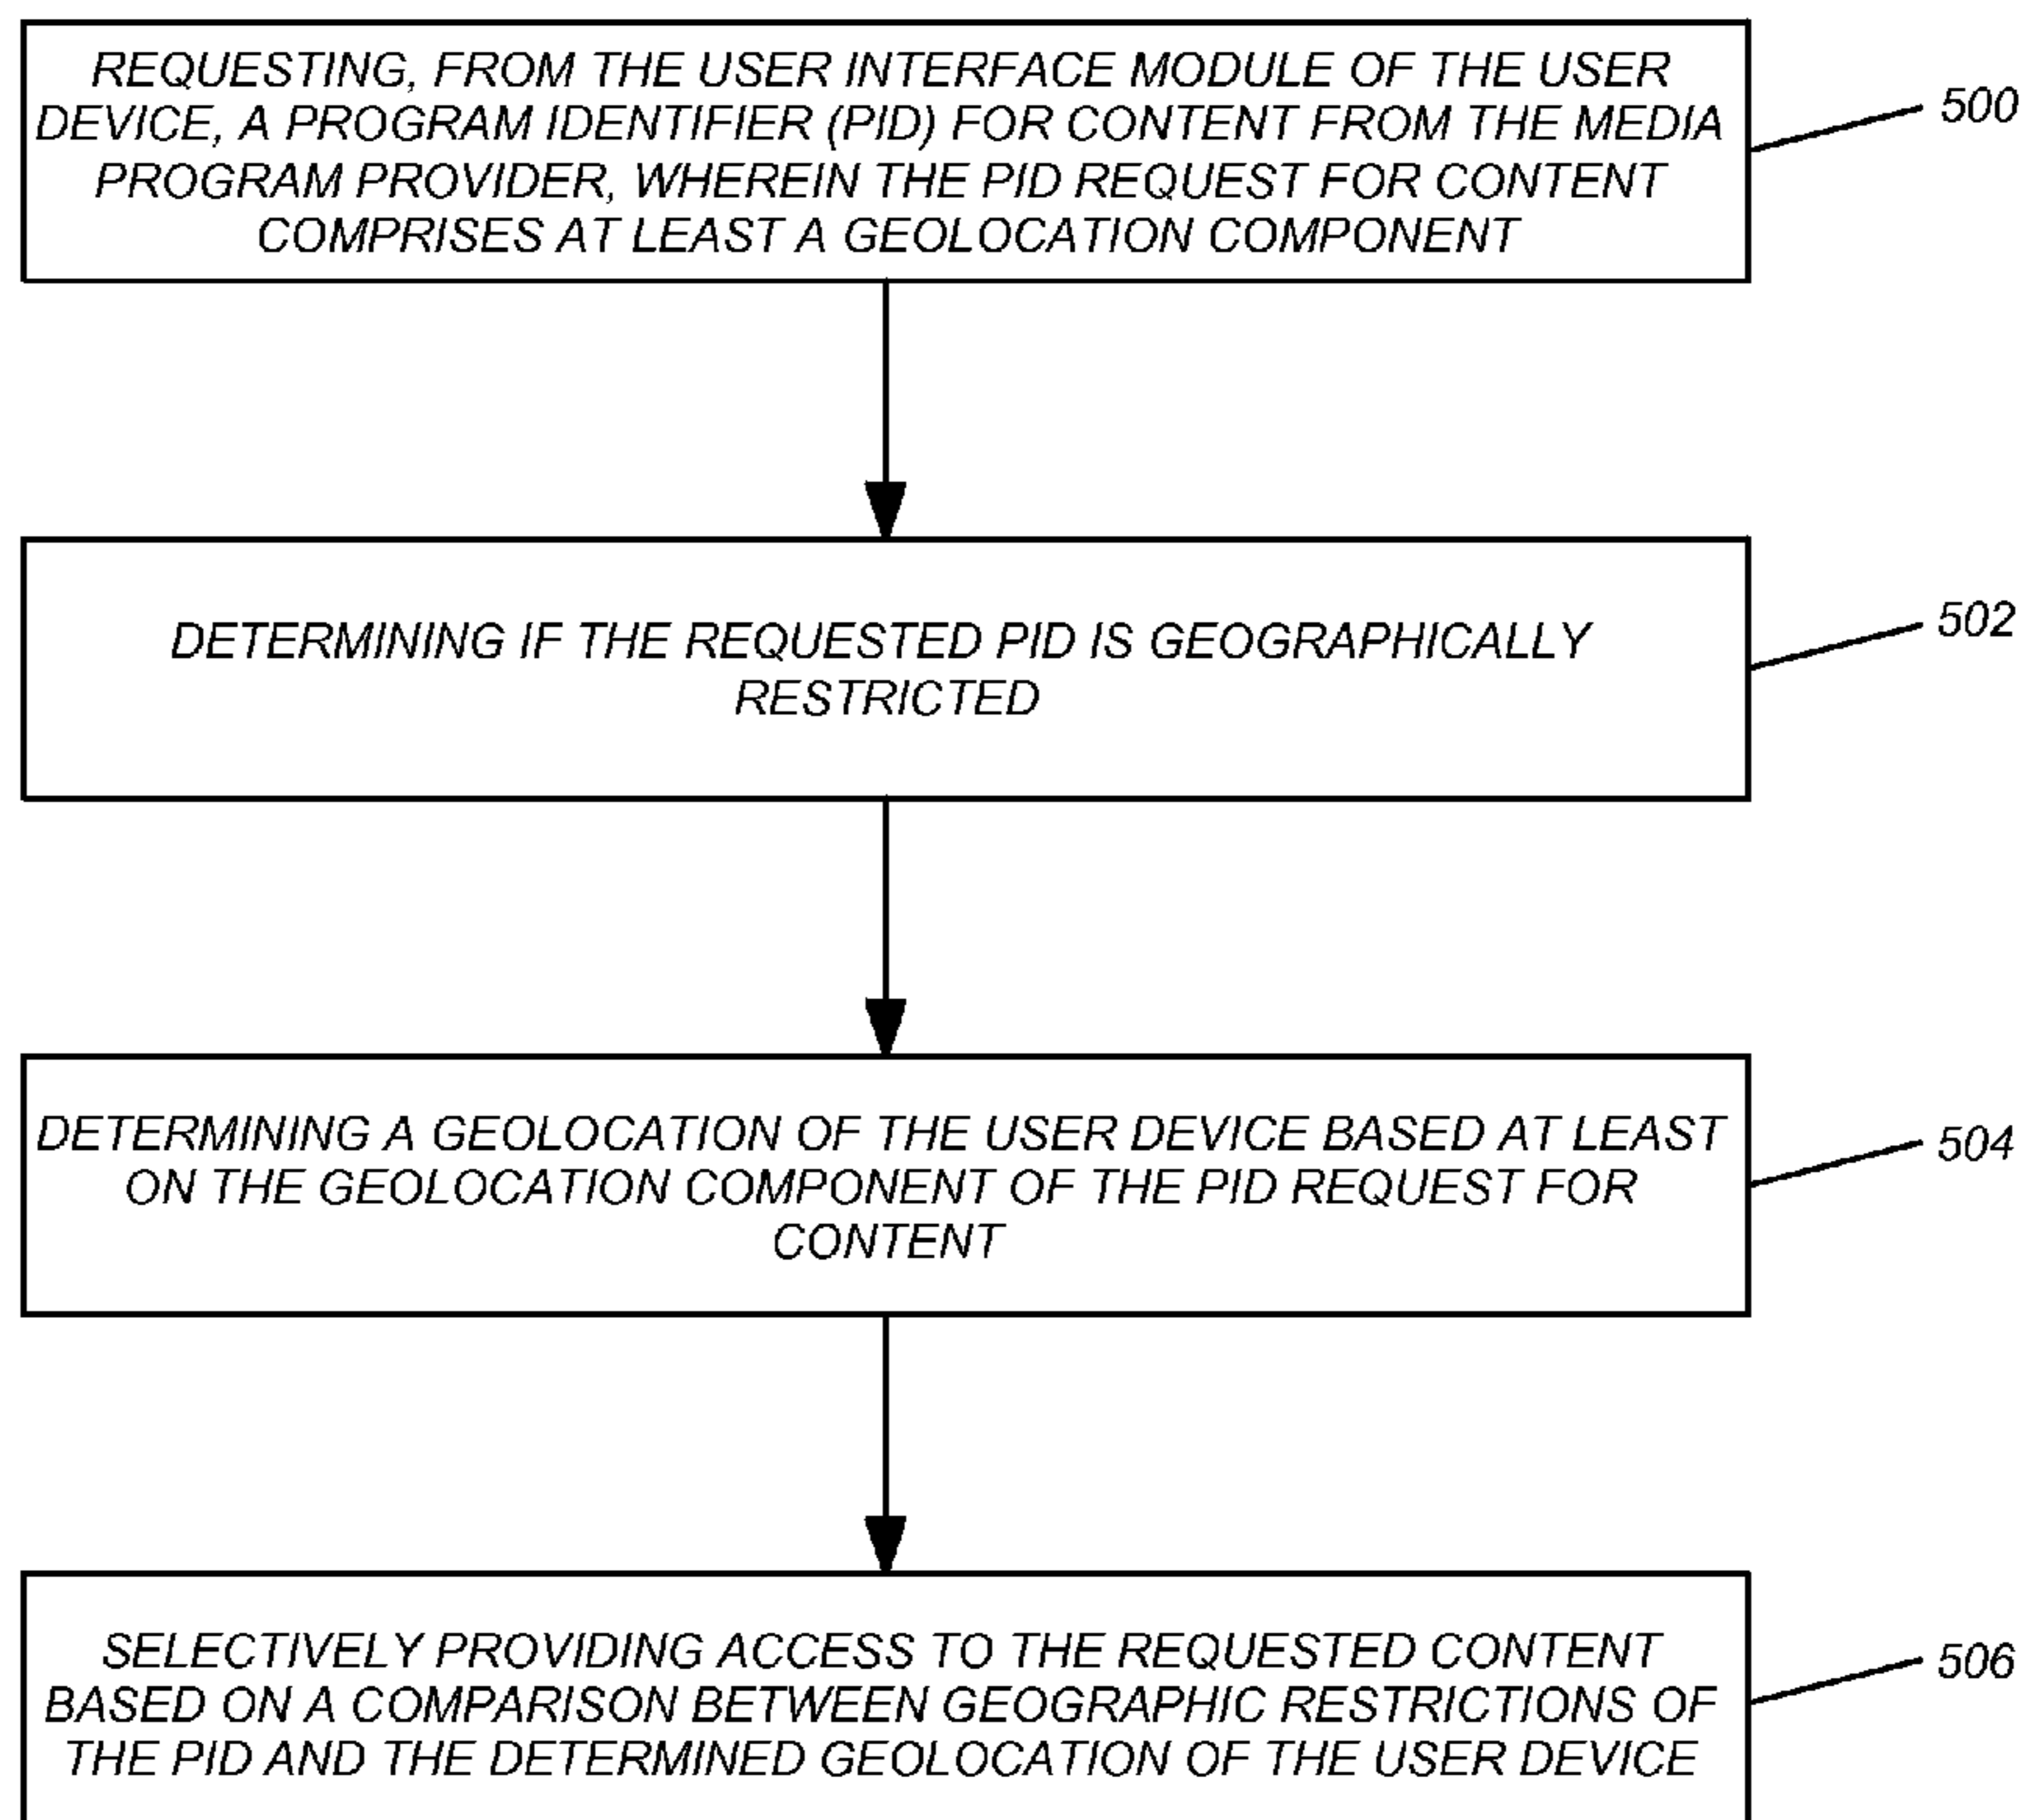 REQUESTING, FROM THE USER INTERFACE MODULE OF THE USER
DEVICE, A PROGRAM IDENTIFIER (PID) FOR CONTENT FROM THE MEDIA
PROGRAM PROVIDER, WHEREIN THE PID REQUEST FOR CONTENT
COMPRISES AT LEAST A GEOLOCATION COMPONENT
500
DETERMINING IF THE REQUESTED PID IS GEOGRAPHICALLY
RESTRICTED
502
DETERMINING A GEOLOCATION OF THE USER DEVICE BASED AT LEAST
ON THE GEOLOCATION COMPONENT OF THE PID REQUEST FOR
CONTENT
504
SELECTIVELY PROVIDING ACCESS TO THE REQUESTED CONTENT
BASED ON A COMPARISON BETWEEN GEOGRAPHIC RESTRICTIONS OF
THE PID AND THE DETERMINED GEOLOCATION OF THE USER DEVICE
506